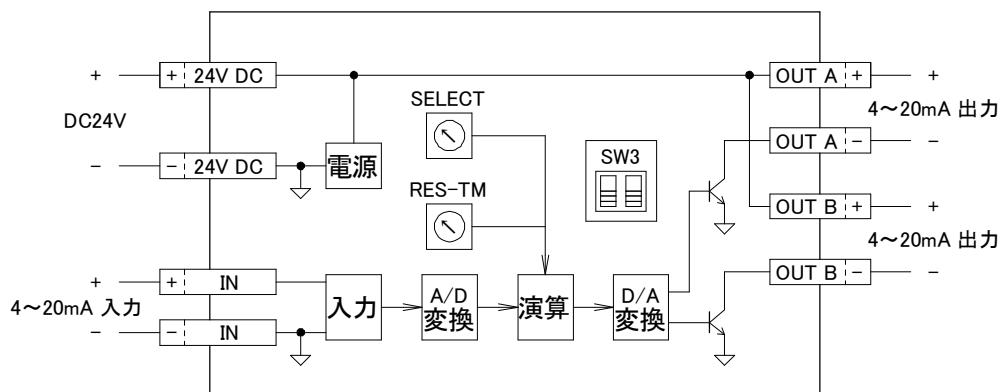 + + 24V DC
DC24V
− − 24V DC
電源
SELECT
RES-TM
SW3
OUT A + +
4～20mA 出力
OUT A − −
OUT B + +
4～20mA 出力
OUT B − −
+ + IN
4～20mA 入力
− − IN
入力
A/D
変換
演算
D/A
変換